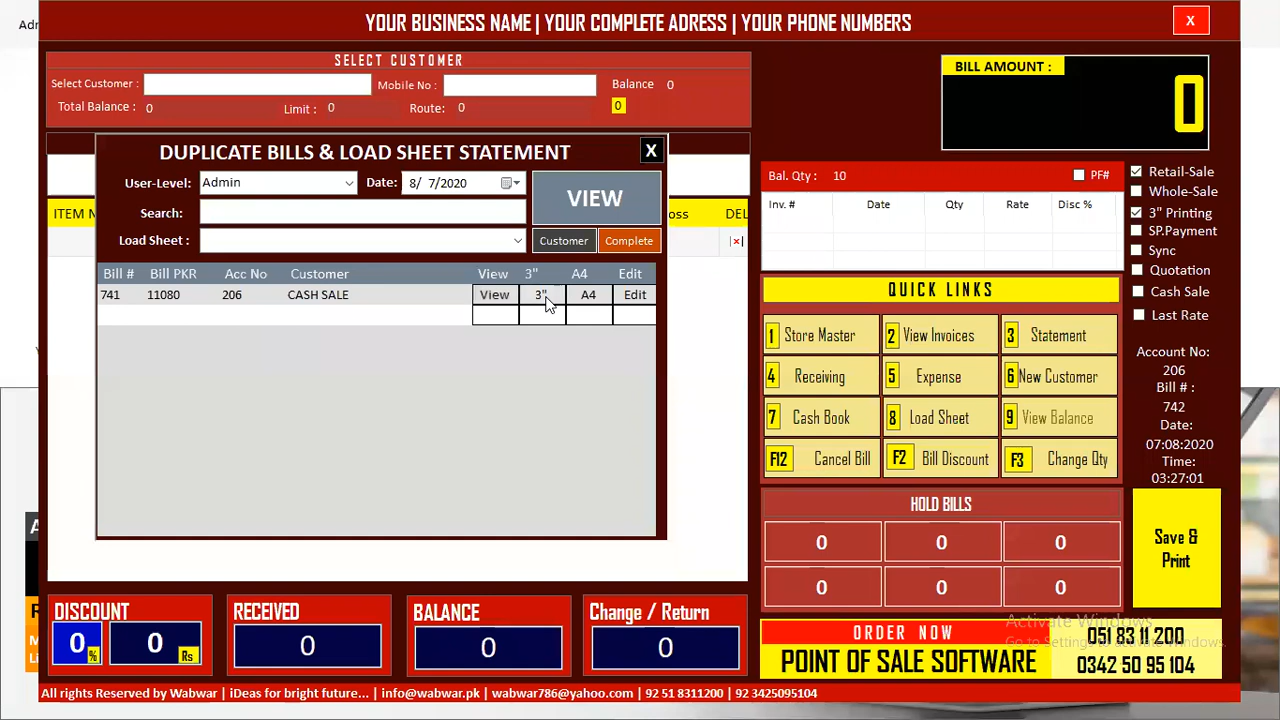 YOUR BUSINESS NAME | YOUR COMPLETE ADRESS | YOUR PHONE NUMBERS
X
SELECT CUSTOMER
Select Customer :
Mobile No :
Balance 0
Total Balance : 0
Limit : 0
Route: 0
0
BILL AMOUNT :
0
DUPLICATE BILLS & LOAD SHEET STATEMENT
X
User-Level: Admin
Date: 8/ 7/2020
VIEW
Search:
Load Sheet :
Customer
Complete
Bill # Bill PKR Acc No Customer View 3" A4 Edit
741 11080 206 CASH SALE View 3" A4 Edit
ITEM N
oss
DEL
|x|
Bal. Qty : 10
PF#
Inv. # Date Qty Rate Disc %
Retail-Sale
Whole-Sale
3" Printing
SP.Payment
Sync
Quotation
Cash Sale
Last Rate
QUICK LINKS
1 Store Master
2 View Invoices
3 Statement
4 Receiving
5 Expense
6 New Customer
7 Cash Book
8 Load Sheet
9 View Balance
F12 Cancel Bill
F2 Bill Discount
F3 Change Qty
Account No:
206
Bill # :
742
Date:
07:08:2020
Time:
03:27:01
HOLD BILLS
0 0 0
0 0 0
Save &
Print
DISCOUNT
0 %
0 Rs
RECEIVED
0
BALANCE
0
Change / Return
0
ORDER NOW
POINT OF SALE SOFTWARE
051 83 11 200
0342 50 95 104
Activate Windows
Go to Settings to activate Windows.
All rights Reserved by Wabwar | iDeas for bright future... | info@wabwar.pk | wabwar786@yahoo.com | 92 51 8311200 | 92 3425095104